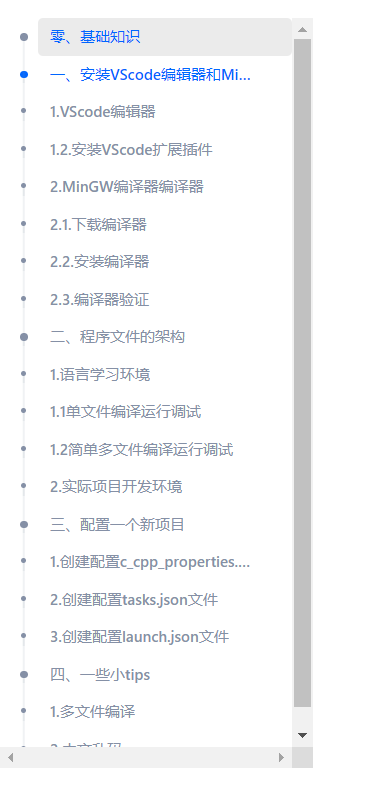 零、基础知识
一、安装VScode编辑器和Mi...
1.VScode编辑器
1.2.安装VScode扩展插件
2.MinGW编译器编译器
2.1.下载编译器
2.2.安装编译器
2.3.编译器验证
二、程序文件的架构
1.语言学习环境
1.1单文件编译运行调试
1.2简单多文件编译运行调试
2.实际项目开发环境
三、配置一个新项目
1.创建配置c_cpp_properties....
2.创建配置tasks.json文件
3.创建配置launch.json文件
四、一些小tips
1.多文件编译